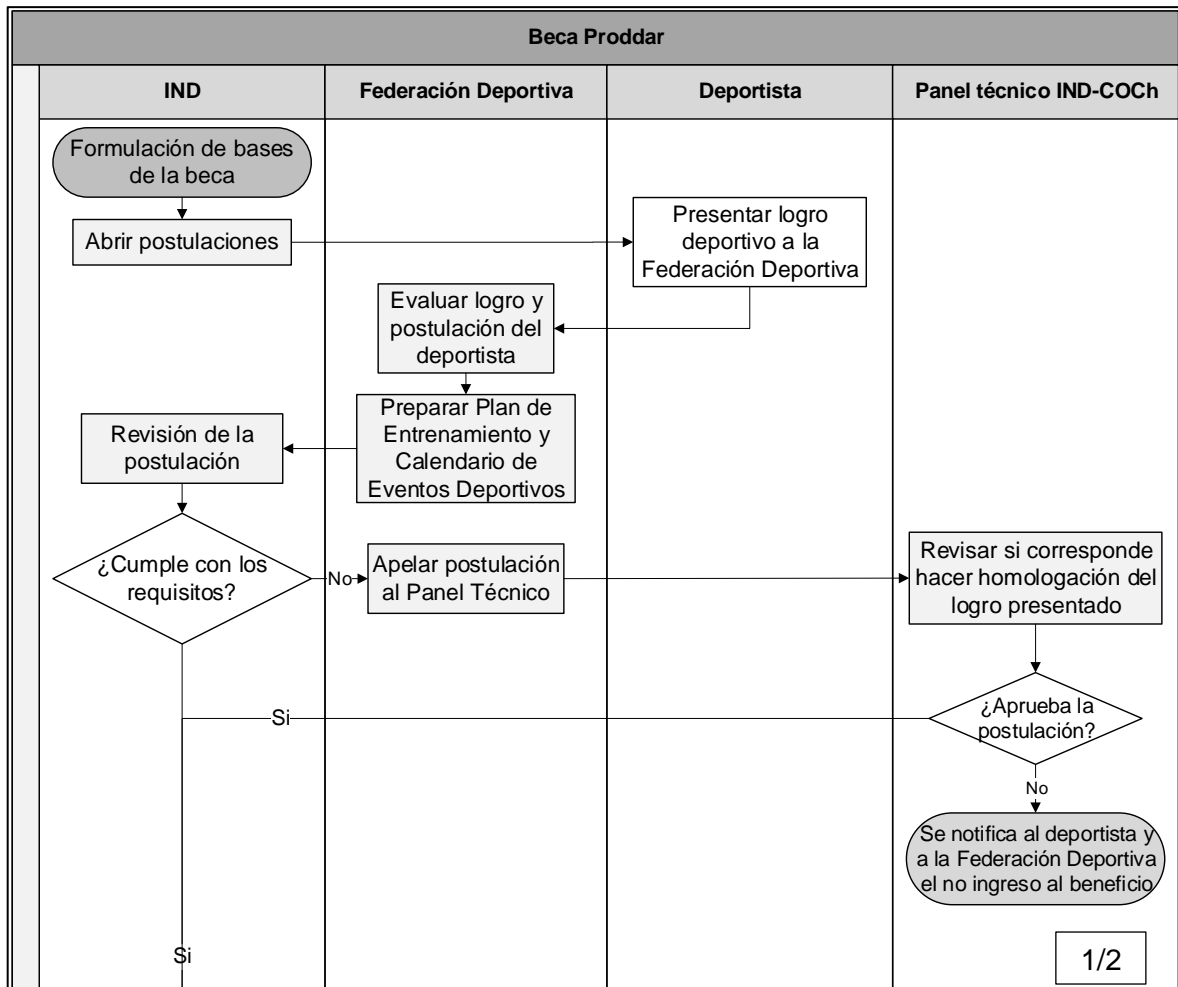 Beca Proddar
IND
Federación Deportiva
Deportista
Panel técnico IND-COCh
Formulación de bases
de la beca
Abrir postulaciones
Presentar logro
deportivo a la
Federación Deportiva
Evaluar logro y
postulación del
deportista
Preparar Plan de
Entrenamiento y
Calendario de
Eventos Deportivos
Revisión de la
postulación
¿Cumple con los
requisitos?
No
Apelar postulación
al Panel Técnico
Revisar si corresponde
hacer homologación del
logro presentado
¿Aprueba la
postulación?
Si
No
Se notifica al deportista y
a la Federación Deportiva
el no ingreso al beneficio
Si
1/2